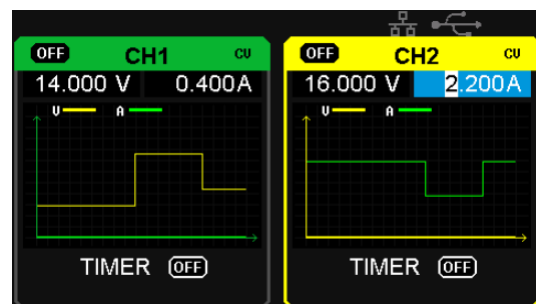 OFF CH1 CV
14.000 V 0.400A
V A
TIMER OFF
OFF CH2 CV
16.000 V 2.200A
V A
TIMER OFF